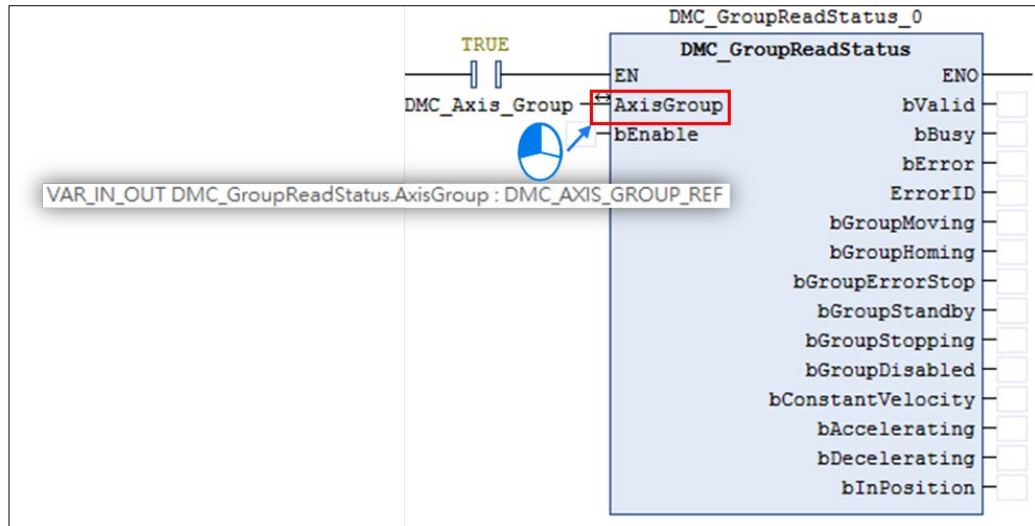 DMC_GroupReadStatus_0
TRUE
DMC_GroupReadStatus
EN
ENO
DMC_Axis_Group
AxisGroup
bValid
bEnable
bBusy
bError
VAR_IN_OUT DMC_GroupReadStatus.AxisGroup : DMC_AXIS_GROUP_REF
ErrorID
bGroupMoving
bGroupHoming
bGroupErrorStop
bGroupStandby
bGroupStopping
bGroupDisabled
bConstantVelocity
bAccelerating
bDecelerating
bInPosition